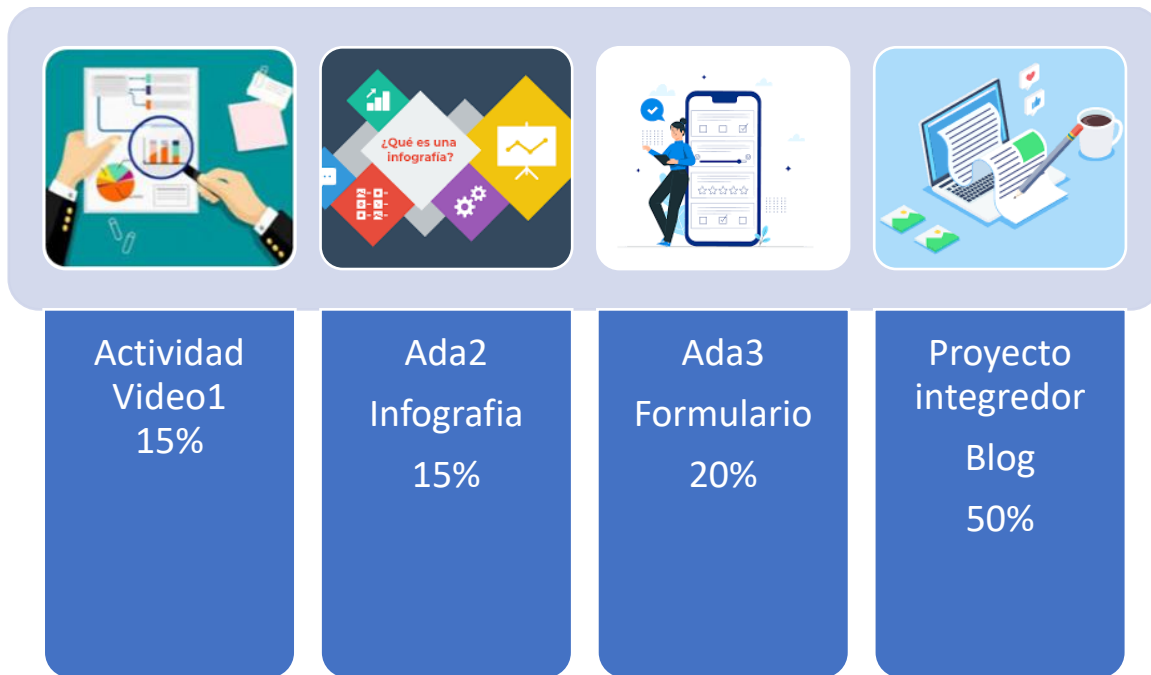 ¿Qué es una
infografía?
Actividad
Video1
15%
Ada2
Infografia
15%
Ada3
Formulario
20%
Proyecto
integredor
Blog
50%